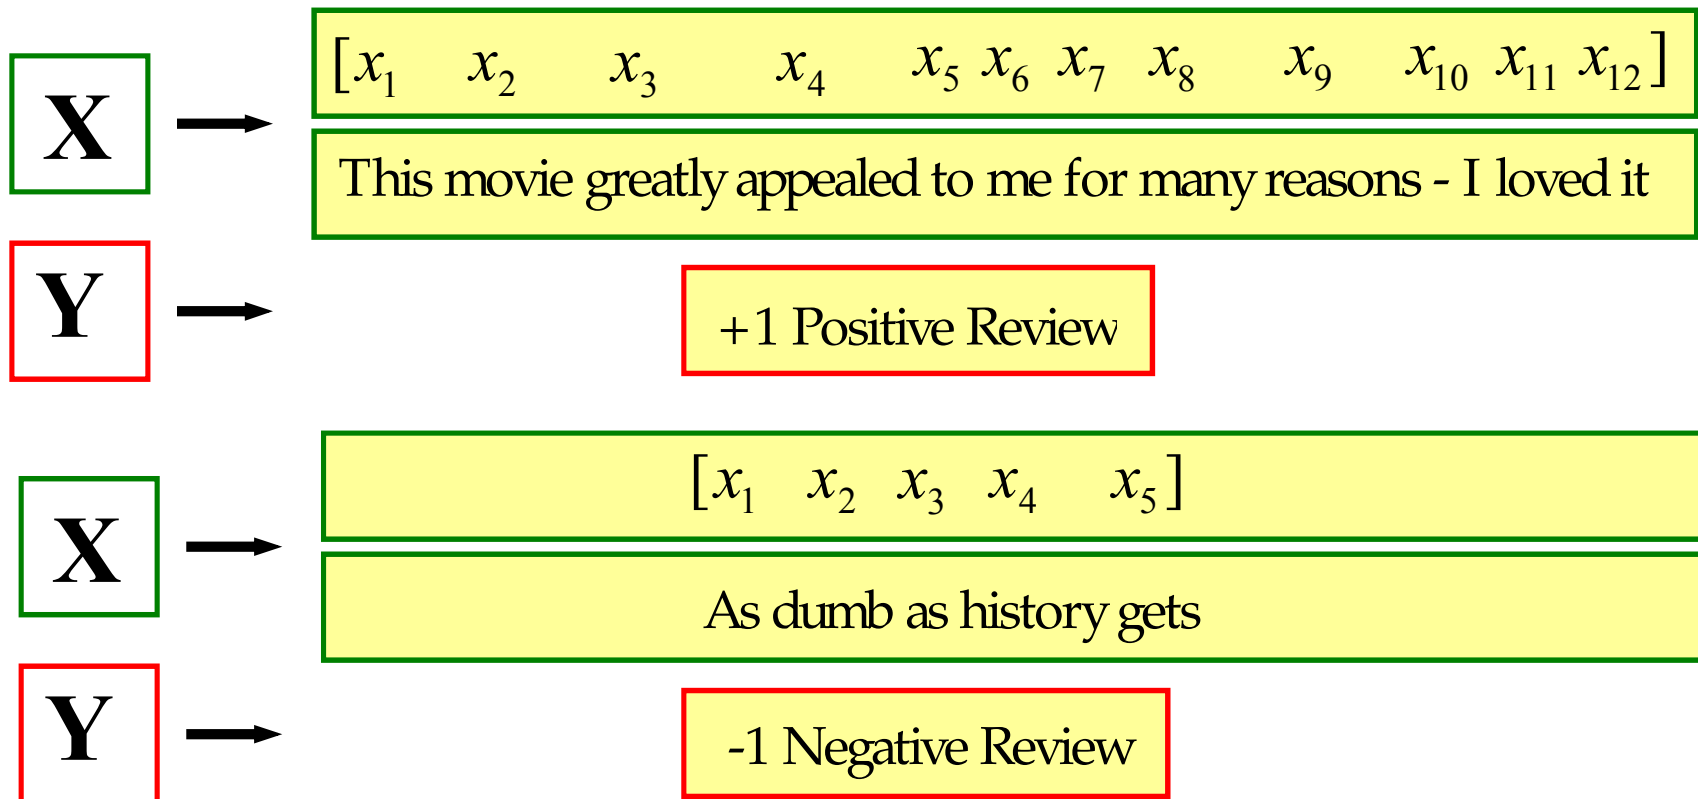 X
[x₁ x₂ x₃ x₄ x₅ x₆ x₇ x₈ x₉ x₁₀ x₁₁ x₁₂]
This movie greatly appealed to me for many reasons - I loved it
Y
+1 Positive Review
X
[x₁ x₂ x₃ x₄ x₅]
As dumb as history gets
Y
-1 Negative Review